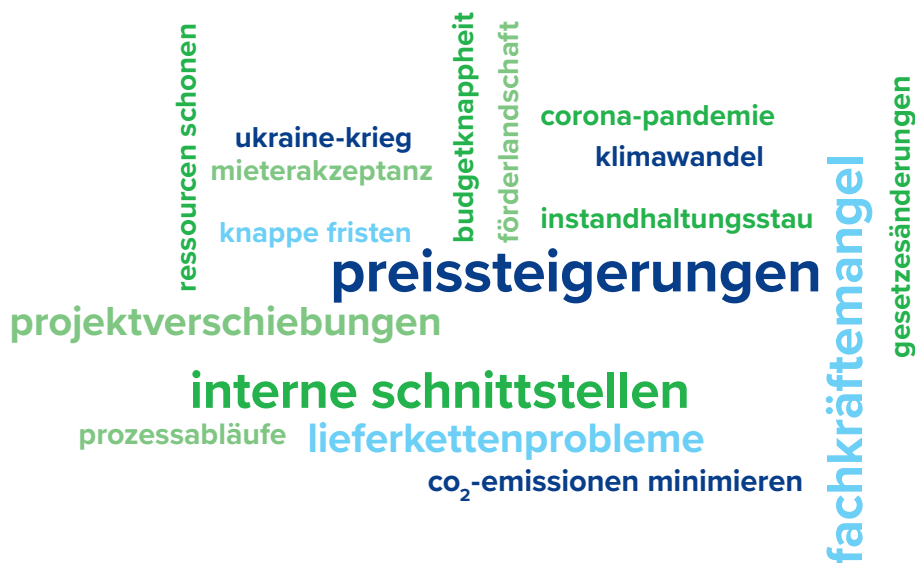 ressourcen schonen
budgetknappheit
förderlandschaft
corona-pandemie
gesetzesänderungen
ukraine-krieg
klimawandel
mieterakzeptanz
fachkräftemangel
knappe fristen
instandhaltungsstau
preissteigerungen
projektverschiebungen
interne schnittstellen
prozessabläufe
lieferkettenprobleme
co₂-emissionen minimieren